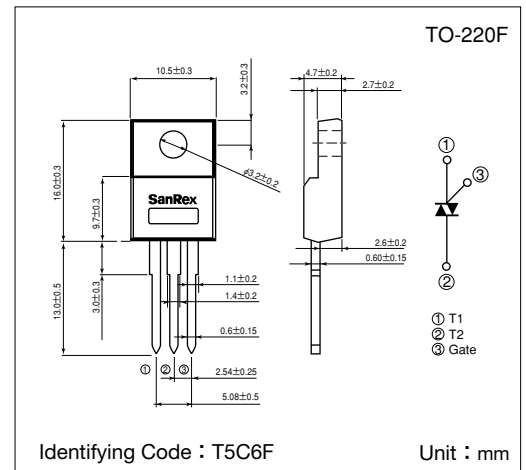 TO-220F
10.5±0.3
3.2±0.3
16.0±0.3
9.7±0.3
φ3.2±0.2
SanRex
13.0±0.5
3.0±0.3
1.1±0.2
1.4±0.2
0.6±0.15
2.54±0.25
5.08±0.5
① ② ③
4.7±0.2
2.7±0.2
2.6±0.2
0.60±0.15
①
③
②
① T1
② T2
③ Gate
Identifying Code：T5C6F
Unit：mm